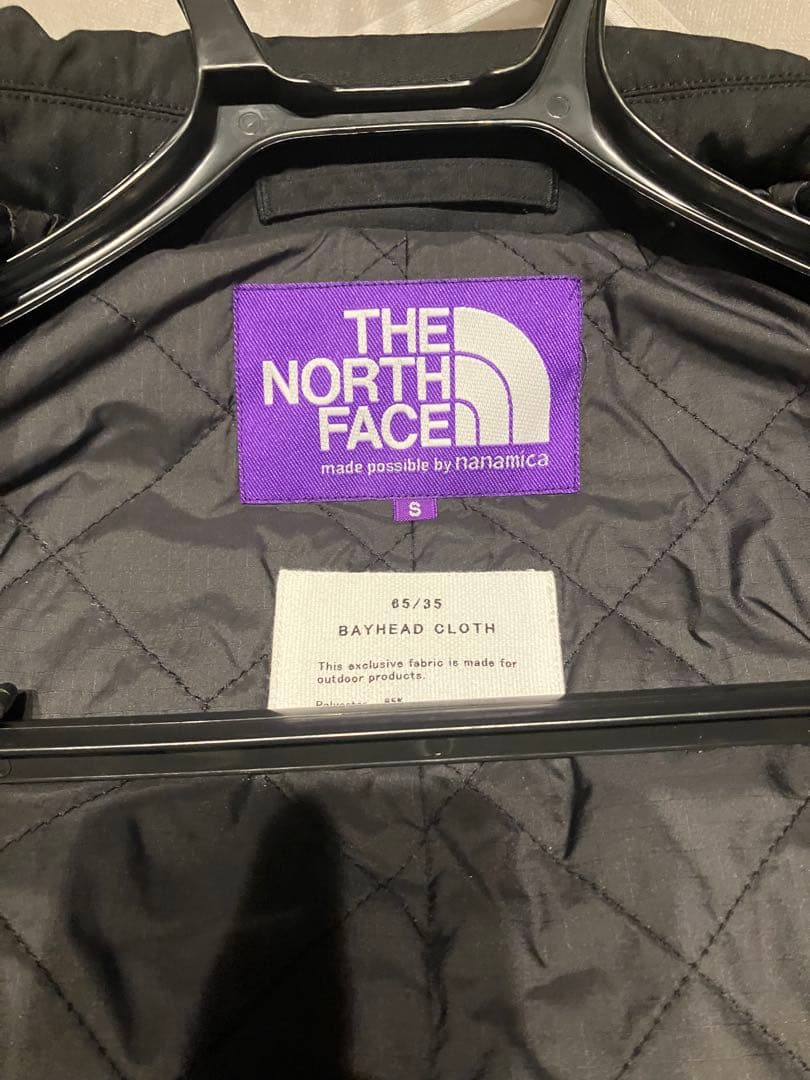 THE
NORTH
FACE
made possible by nanamica
S
65/35
BAYHEAD CLOTH
This exclusive fabric is made for
outdoor products.